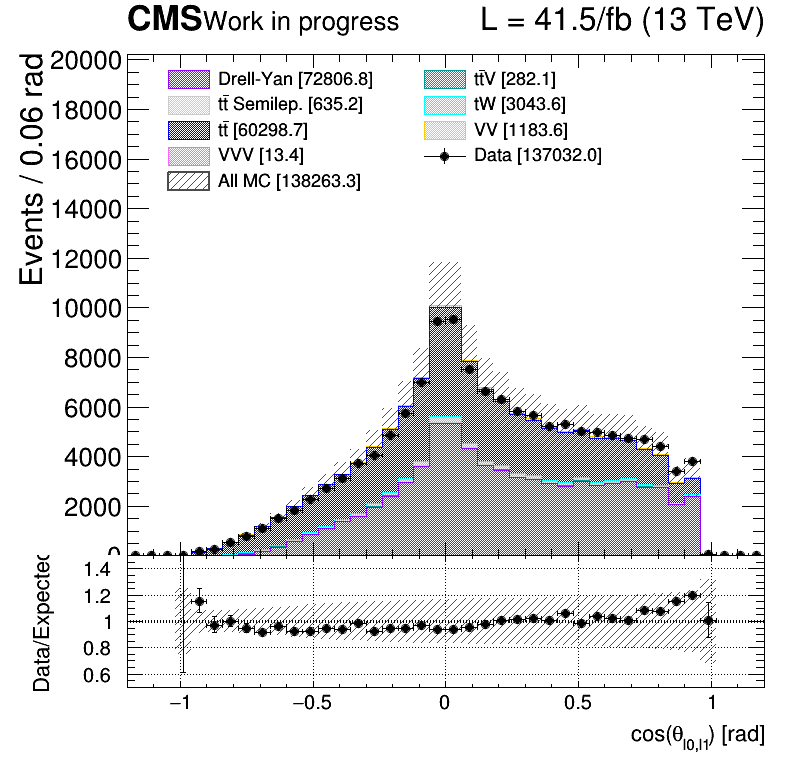 CMS Work in progress L = 41.5/fb (13 TeV)
Events / 0.06 rad
20000
18000
16000
14000
12000
10000
8000
6000
4000
2000
0
Drell-Yan [72806.8]
tt̄ Semilep. [635.2]
tt̄ [60298.7]
VVV [13.4]
All MC [138263.3]
tt̄V [282.1]
tW [3043.6]
VV [1183.6]
Data [137032.0]
Data/Expected
1.4
1.2
1
0.8
0.6
−1 −0.5 0 0.5 1
cos(θl0,l1) [rad]